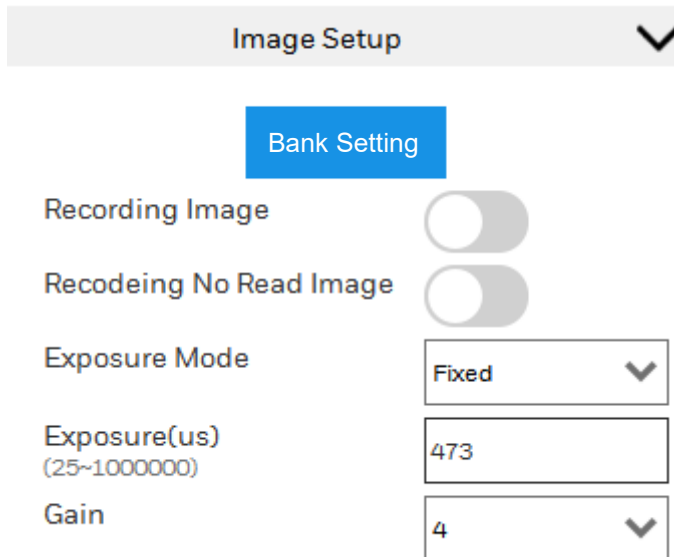 Image Setup
Bank Setting
Recording Image
Recodeing No Read Image
Exposure Mode
Fixed
Exposure(us)
(25~1000000)
473
Gain
4